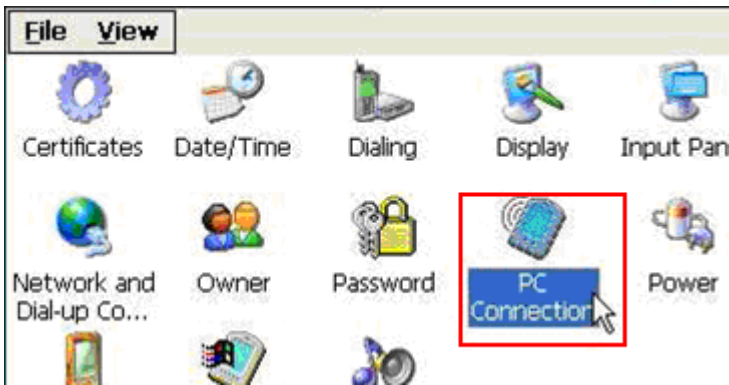 File View
Certificates Date/Time Dialing Display Input Pan
Network and Dial-up Co... Owner Password PC Connection Power